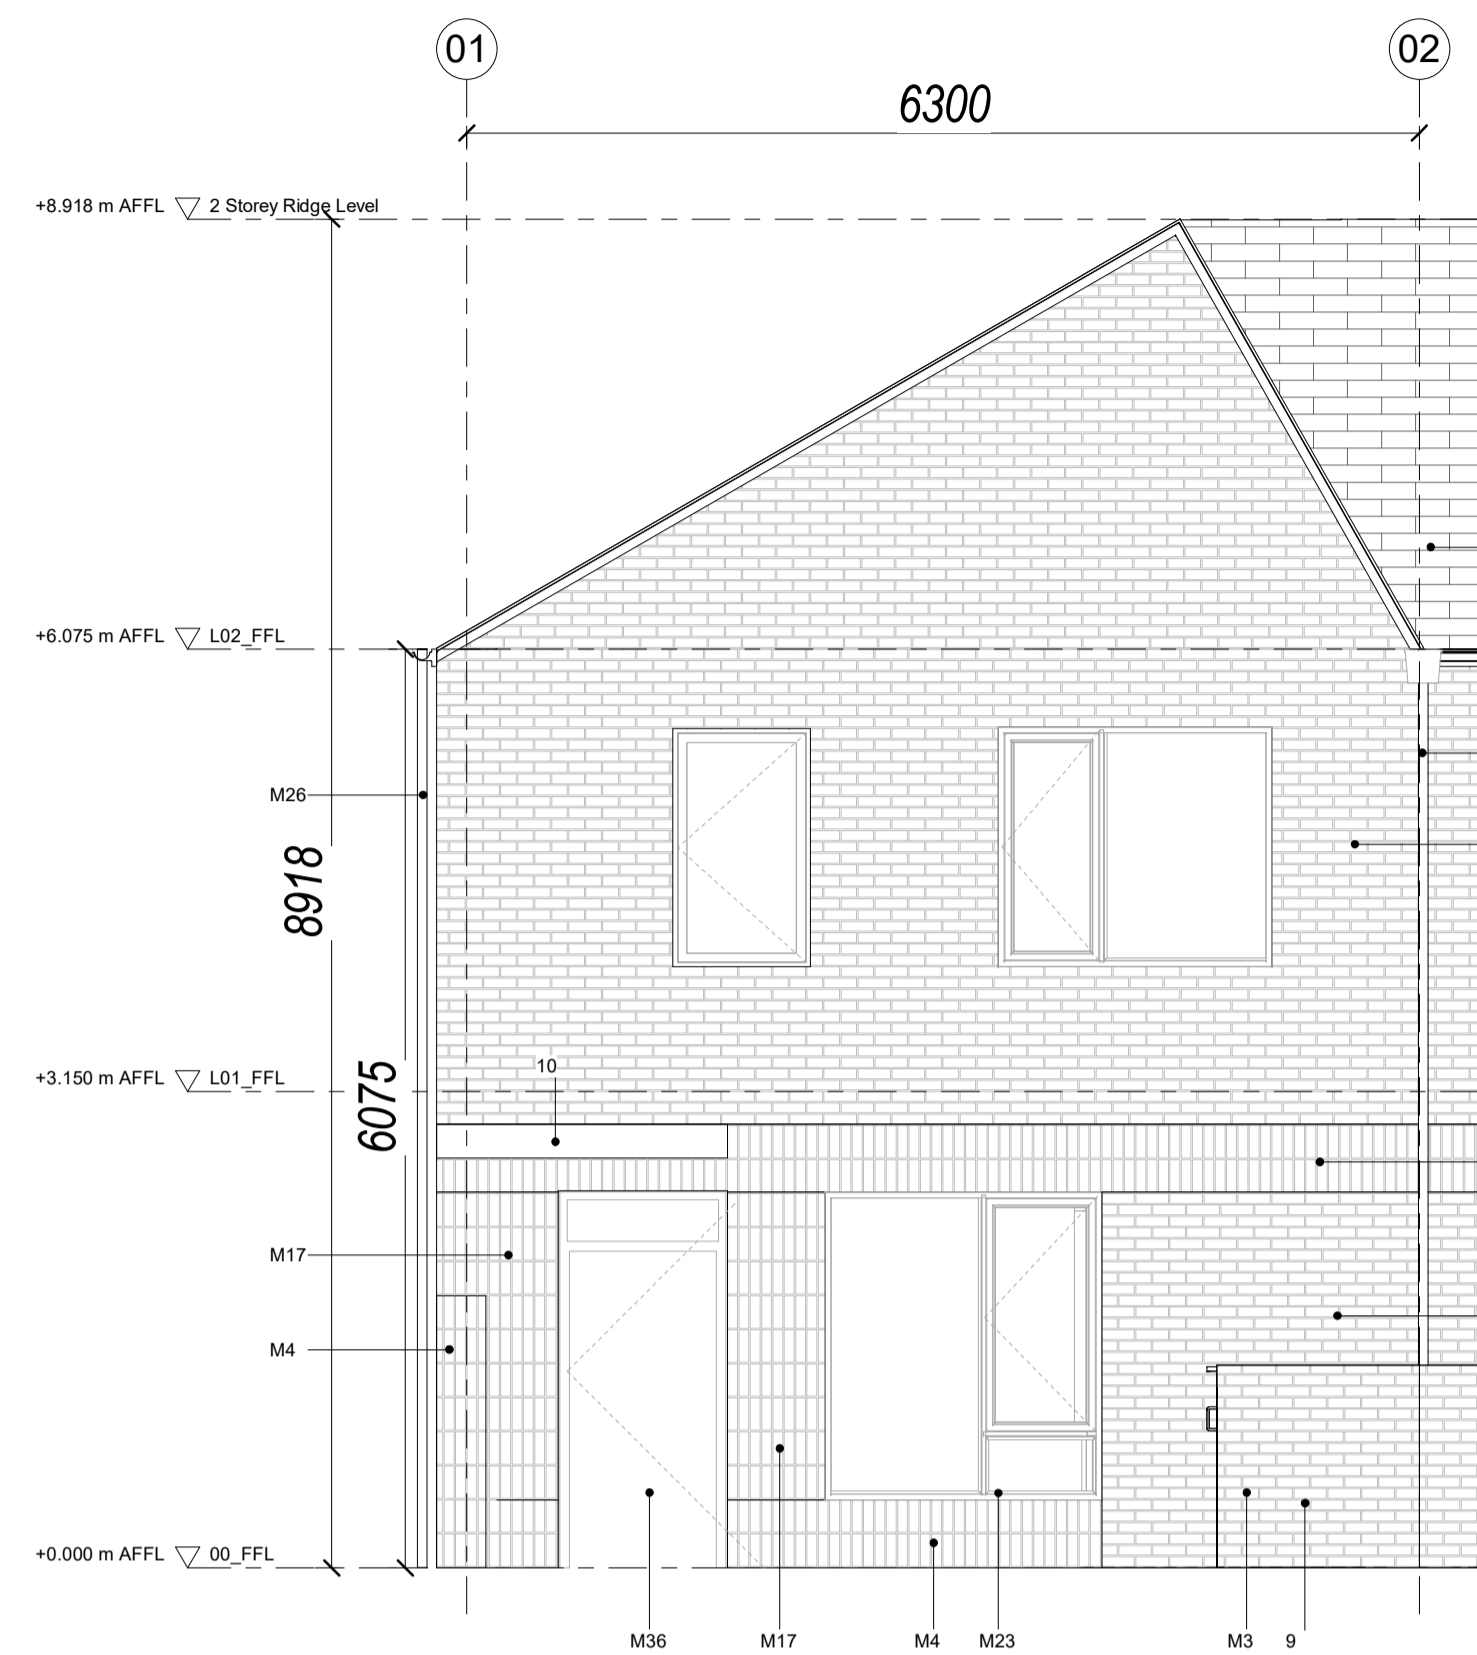 01
02
6300
+8.918 m AFFL
2 Storey Ridge Level
+6.075 m AFFL
L02_FFL
M26
8918
6075
+3.150 m AFFL
L01_FFL
10
M17
M4
+0.000 m AFFL
00_FFL
M36
M17
M4
M23
M3
9